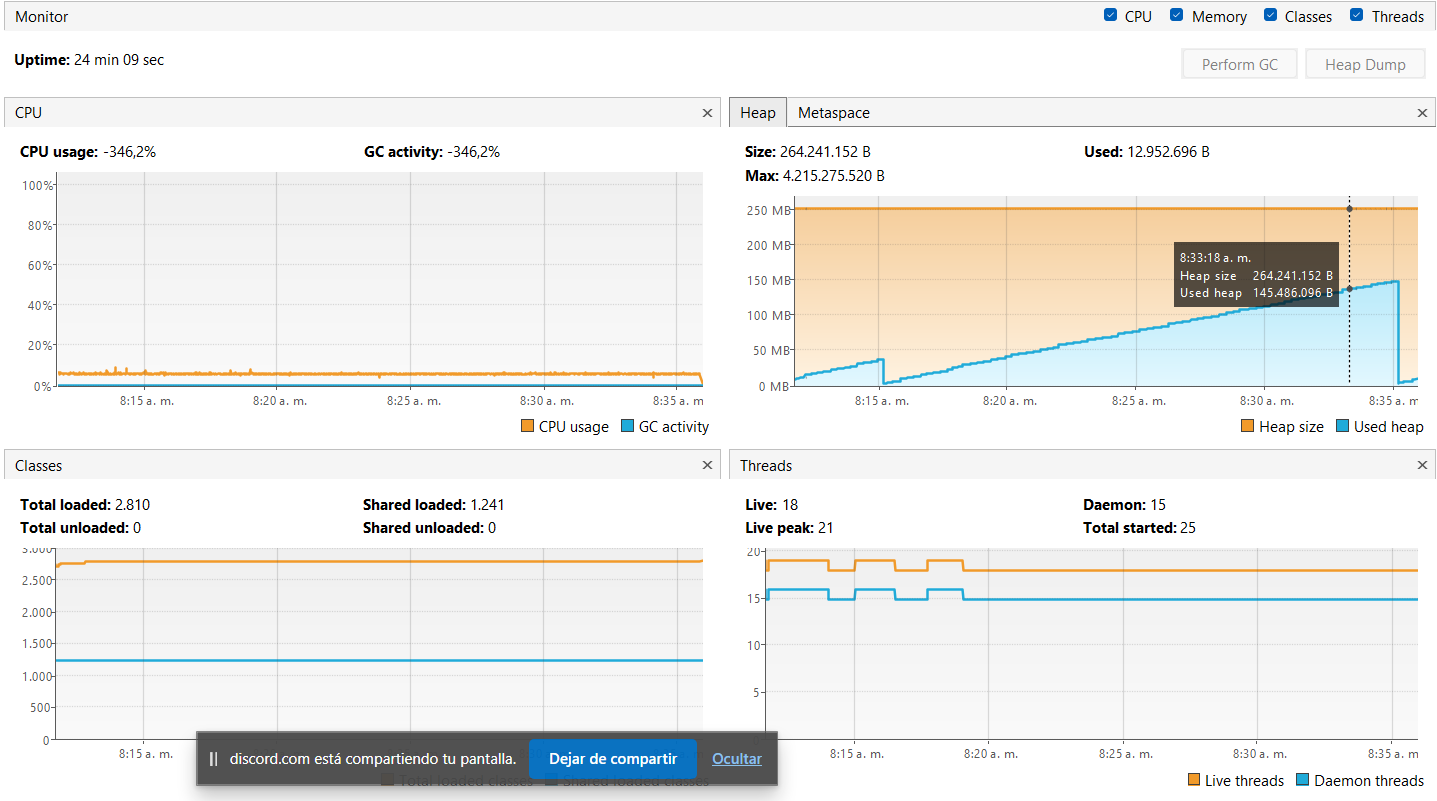 Monitor
CPU Memory Classes Threads
Uptime: 24 min 09 sec
Perform GC Heap Dump
CPU
CPU usage: -346,2% GC activity: -346,2%
100%
80%
60%
40%
20%
0%
8:15 a. m. 8:20 a. m. 8:25 a. m. 8:30 a. m. 8:35 a. m.
CPU usage GC activity
Heap Metaspace
Size: 264.241.152 B Used: 12.952.696 B
Max: 4.215.275.520 B
250 MB
200 MB
150 MB
100 MB
50 MB
0 MB
8:33:18 a. m.
Heap size 264.241.152 B
Used heap 145.486.096 B
8:15 a. m. 8:20 a. m. 8:25 a. m. 8:30 a. m. 8:35 a. m
Heap size Used heap
Classes
Total loaded: 2.810 Shared loaded: 1.241
Total unloaded: 0 Shared unloaded: 0
3.000
2.500
2.000
1.500
1.000
500
0
8:15 a. m. 8:35 a. m.
Total loaded classes Shared loaded classes
Threads
Live: 18 Daemon: 15
Live peak: 21 Total started: 25
20
15
10
5
8:15 a. m. 8:20 a. m. 8:25 a. m. 8:30 a. m. 8:35 a. m
Live threads Daemon threads
discord.com está compartiendo tu pantalla. Dejar de compartir Ocultar